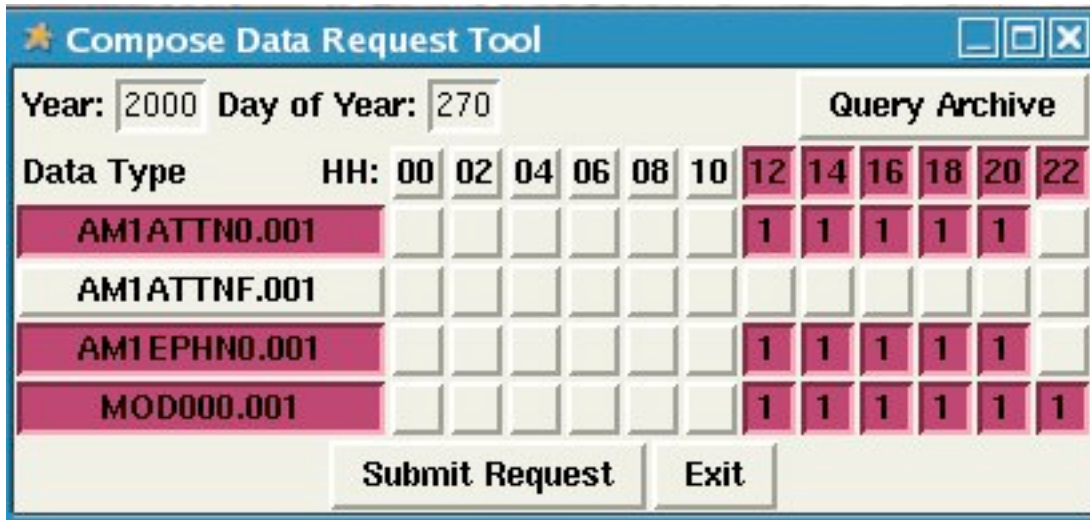 Compose Data Request Tool
Year: 2000 Day of Year: 270 Query Archive
Data Type HH: 00 02 04 06 08 10 12 14 16 18 20 22
AM1ATTN0.001 1 1 1 1 1
AM1ATTNF.001
AM1EPHN0.001 1 1 1 1 1
MOD000.001 1 1 1 1 1 1
Submit Request Exit